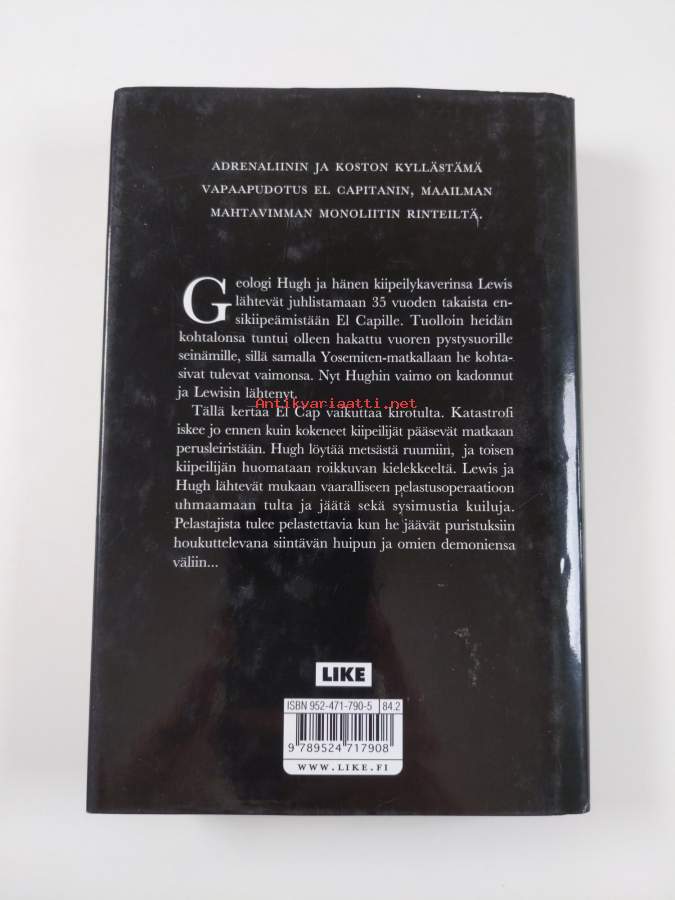 ADRENALIININ JA KOSTON KYLLÄSTÄMÄ
VAPAAPUDOTUS EL CAPITANIN, MAAILMAN
MAHTAVIMMAN MONOLIITIN RINTEILTÄ.
Geologi Hugh ja hänen kiipeilykaverinsa Lewis
lähtevät juhlistamaan 35 vuoden takaista en-
sikiipeämistään El Capille. Tuolloin heidän
kohtalonsa tuntui olleen hakattu vuoren pystysuorille
seinämille, sillä samalla Yosemiten-matkallaan he kohta-
sivat tulevat vaimonsa. Nyt Hughin vaimo on kadonnut
ja Lewisin lähtenyt.
Antikvariaatti.net
Tällä kertaa El Cap vaikuttaa kirotulta. Katastrofi
iskee jo ennen kuin kokeneet kiipeilijät pääsevät matkaan
perusleiristään. Hugh löytää metsästä ruumiin, ja toisen
kiipeilijän huomataan roikkuvan kielekkeeltä. Lewis ja
Hugh lähtevät mukaan vaaralliseen pelastusoperaatioon
uhmaamaan tulta ja jäätä sekä sysimustia kuiluja.
Pelastajista tulee pelastettavia kun he jäävät puristuksiin
houkuttelevana siintävän huipun ja omien demoniensa
väliin...
LIKE
ISBN 952-471-790-5 84.2
9 789524 717908
WWW.LIKE.FI